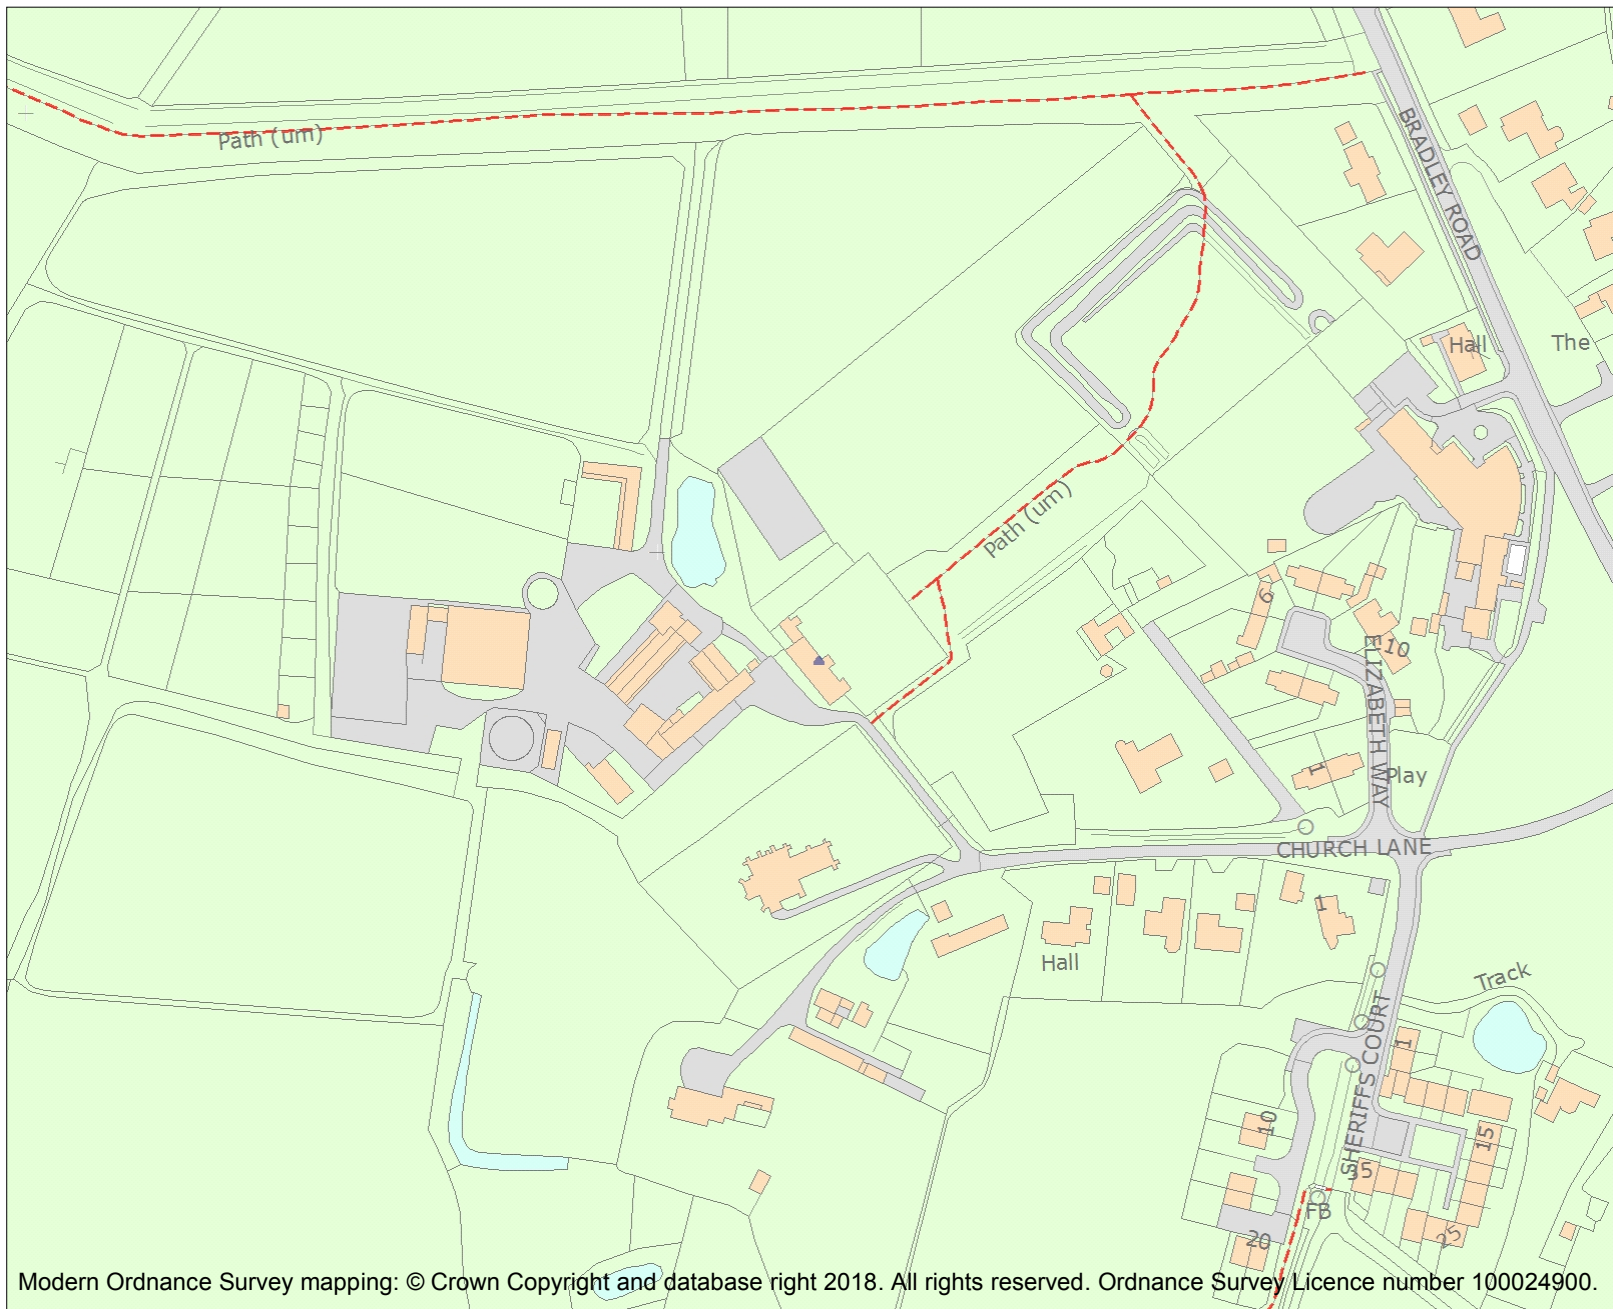 Path (um)
BRADLEY ROAD
Hall
The
Path (um)
6
10
ELIZABETH WAY
1
Play
CHURCH LANE
1
Hall
Track
SHERIFFS COURT
1
10
15
35
FB
20
25
Modern Ordnance Survey mapping: © Crown Copyright and database right 2018. All rights reserved. Ordnance Survey Licence number 100024900.